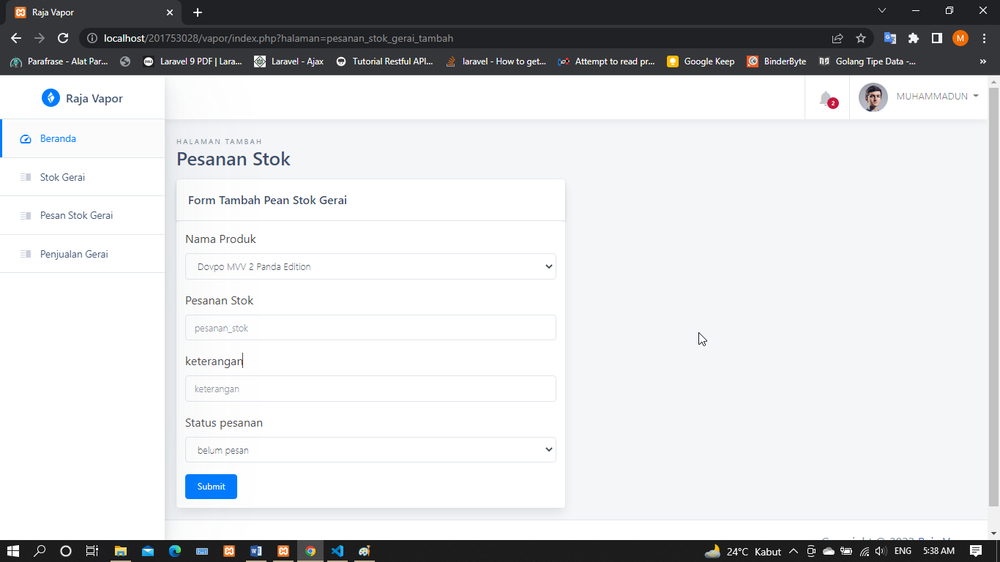 Raja Vapor
localhost/201753028/vapor/index.php?halaman=pesanan_stok_gerai_tambah
M
Parafrase - Alat Par...
Laravel 9 PDF | Lara...
Laravel - Ajax
Tutorial Restful API...
laravel - How to get...
Attempt to read pr...
Google Keep
BinderByte
Golang Tipe Data -...
»
Raja Vapor
2
MUHAMMADUN
Beranda
Stok Gerai
Pesan Stok Gerai
Penjualan Gerai
HALAMAN TAMBAH
Pesanan Stok
Form Tambah Pean Stok Gerai
Nama Produk
Dovpo MVV 2 Panda Edition
Pesanan Stok
pesanan_stok
keterangan
keterangan
Status pesanan
belum pesan
Submit
24°C Kabut
ENG
5:38 AM